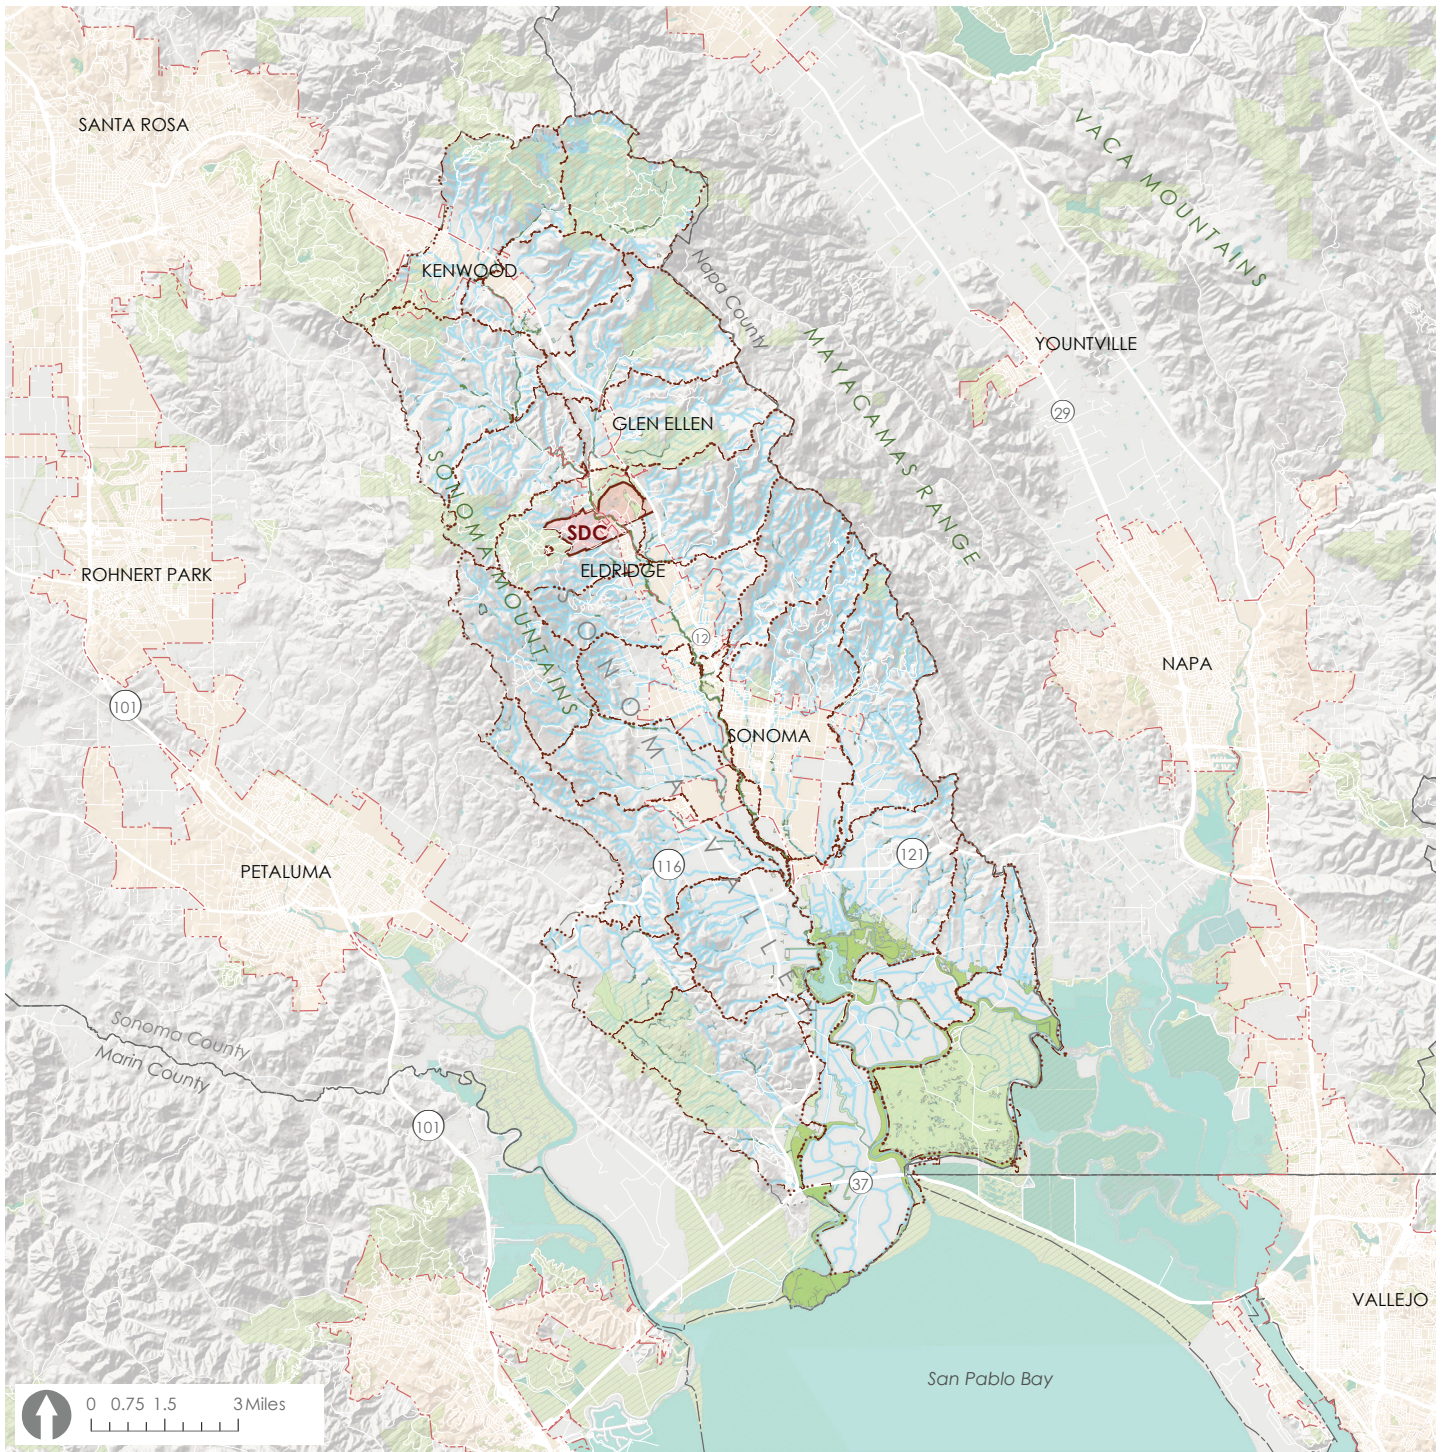 SANTA ROSA
VACA MOUNTAINS
KENWOOD
Napa County
MAYACAMAS RANGE
YOUNTVILLE
29
GLEN ELLEN
SONOMA MOUNTAINS
SDC
ELDRIDGE
ROHNERT PARK
SONOMA VALLEY
12
NAPA
101
SONOMA
116
121
PETALUMA
Sonoma County
Marin County
101
37
VALLEJO
San Pablo Bay
0 0.75 1.5 3 Miles